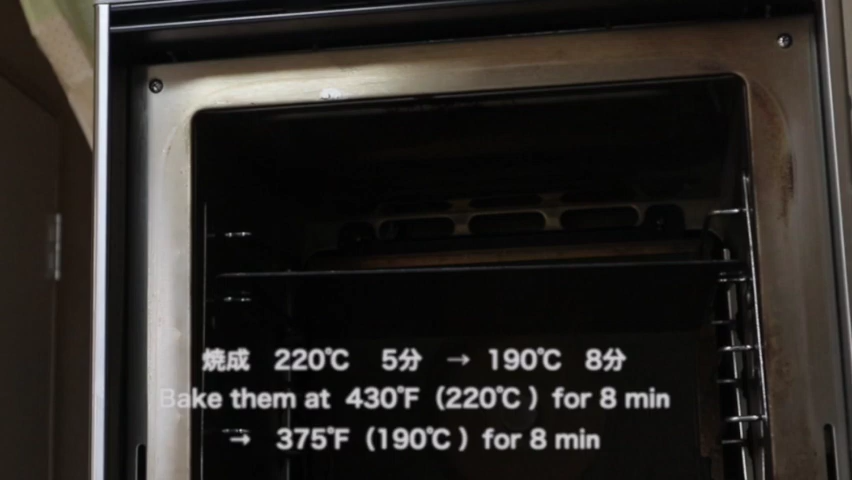 焼成 220℃ 5分 → 190℃ 8分
Bake them at 430℉（220℃）for 8 min
→ 375℉（190℃）for 8 min